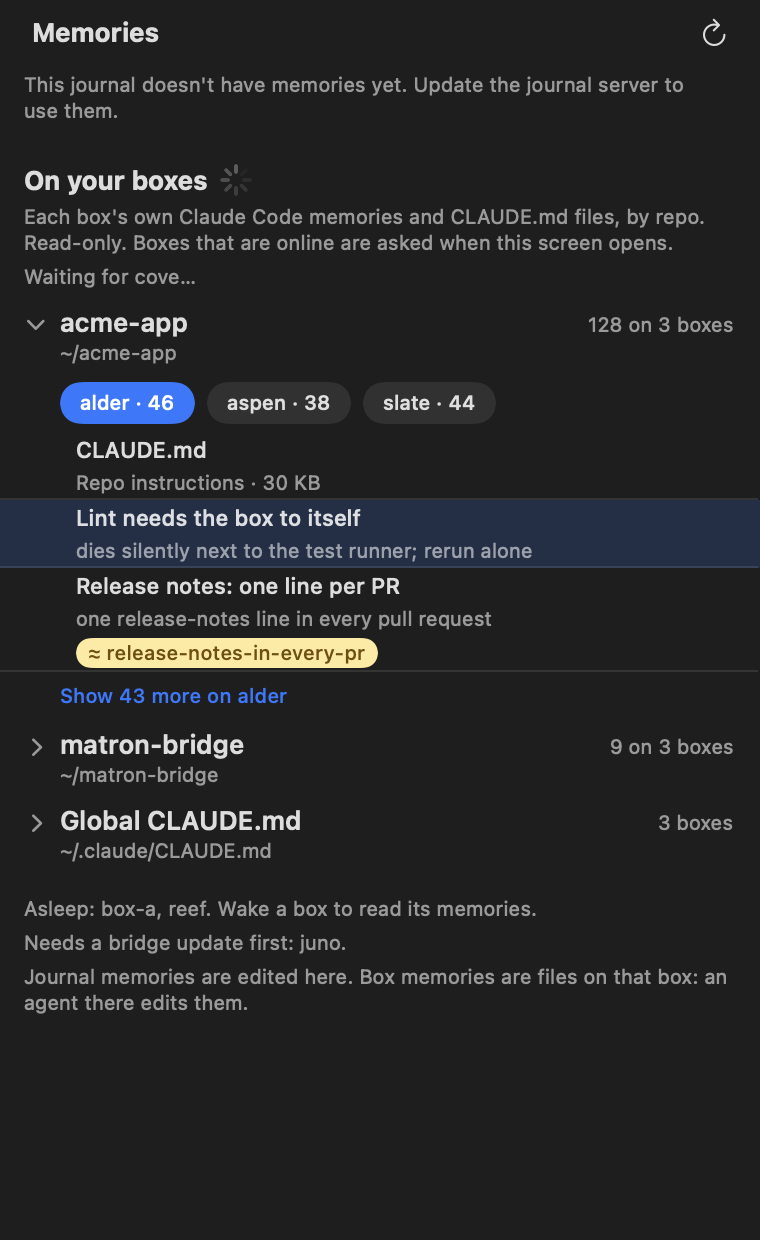 Memories
This journal doesn't have memories yet. Update the journal server to
use them.
On your boxes
Each box's own Claude Code memories and CLAUDE.md files, by repo.
Read-only. Boxes that are online are asked when this screen opens.
Waiting for cove…
acme-app
128 on 3 boxes
~/acme-app
alder · 46
aspen · 38
slate · 44
CLAUDE.md
Repo instructions · 30 KB
Lint needs the box to itself
dies silently next to the test runner; rerun alone
Release notes: one line per PR
one release-notes line in every pull request
≈ release-notes-in-every-pr
Show 43 more on alder
matron-bridge
9 on 3 boxes
~/matron-bridge
Global CLAUDE.md
3 boxes
~/.claude/CLAUDE.md
Asleep: box-a, reef. Wake a box to read its memories.
Needs a bridge update first: juno.
Journal memories are edited here. Box memories are files on that box: an
agent there edits them.